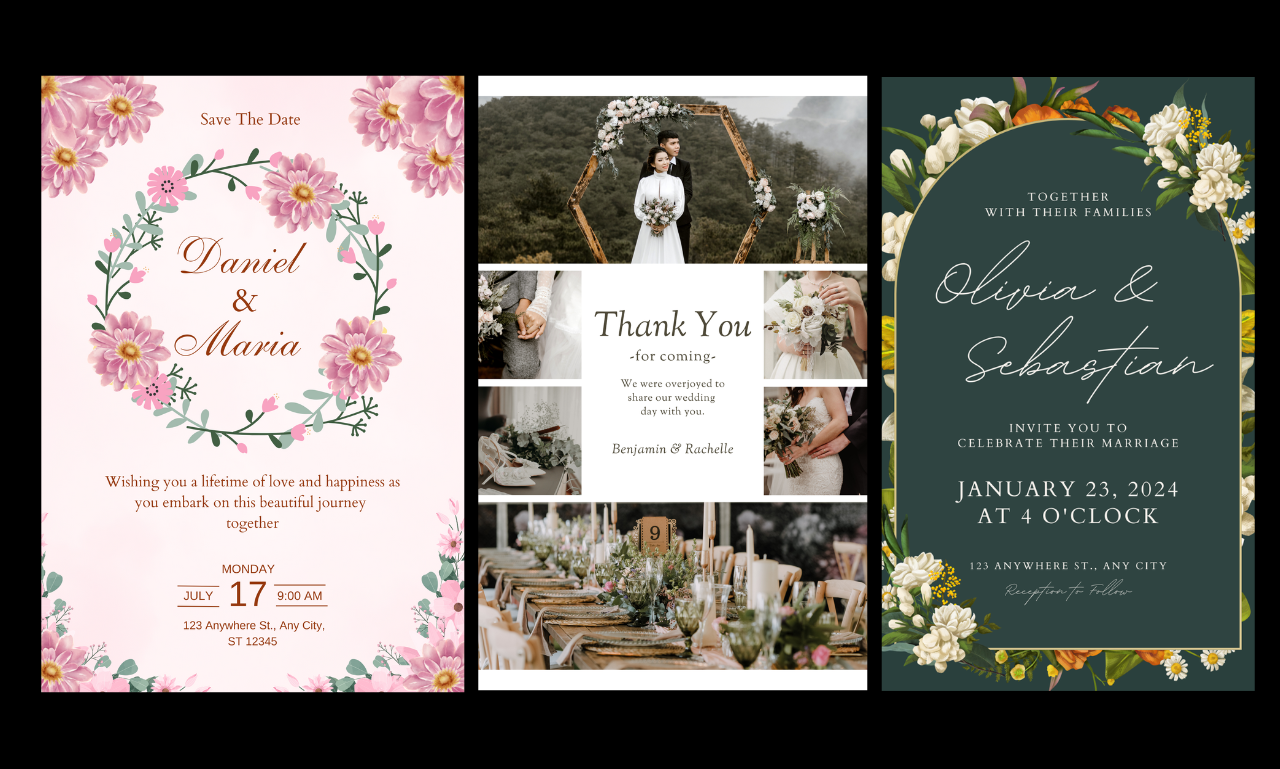 Save The Date
Daniel
&
Maria
Wishing you a lifetime of love and happiness as
you embark on this beautiful journey
together
MONDAY
JULY 17 9:00 AM
123 Anywhere St., Any City,
ST 12345
Thank You
-for coming-
We were overjoyed to
share our wedding
day with you.
Benjamin & Rachelle
9
TOGETHER
WITH THEIR FAMILIES
Olivia &
Sebastian
INVITE YOU TO
CELEBRATE THEIR MARRIAGE
JANUARY 23, 2024
AT 4 O'CLOCK
123 ANYWHERE ST., ANY CITY
Reception to Follow